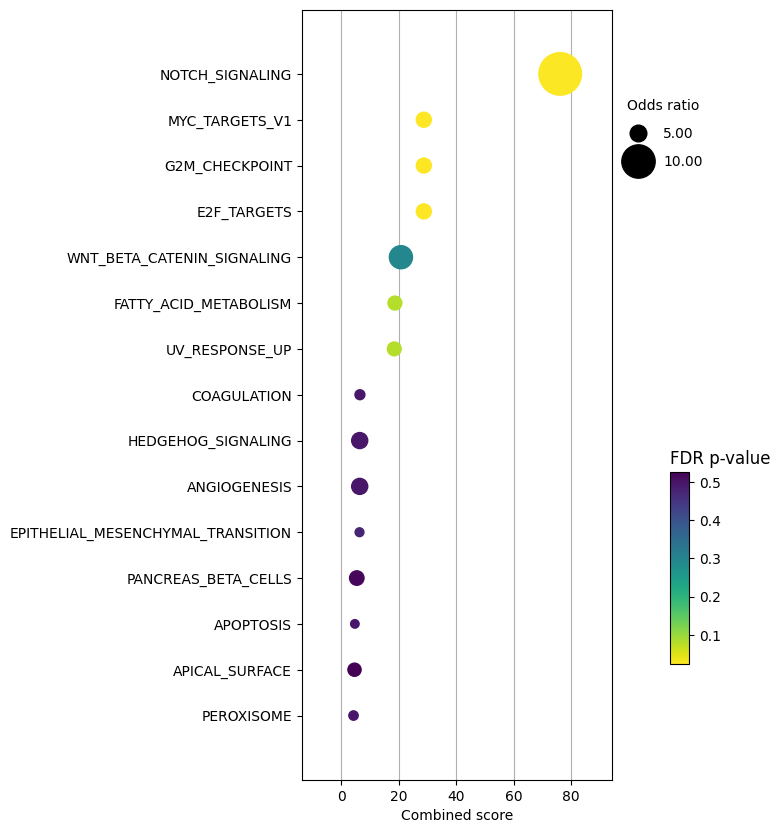 NOTCH_SIGNALING
MYC_TARGETS_V1
G2M_CHECKPOINT
E2F_TARGETS
WNT_BETA_CATENIN_SIGNALING
FATTY_ACID_METABOLISM
UV_RESPONSE_UP
COAGULATION
HEDGEHOG_SIGNALING
ANGIOGENESIS
EPITHELIAL_MESENCHYMAL_TRANSITION
PANCREAS_BETA_CELLS
APOPTOSIS
APICAL_SURFACE
PEROXISOME
0 20 40 60 80
Combined score
Odds ratio
5.00
10.00
FDR p-value
0.5
0.4
0.3
0.2
0.1